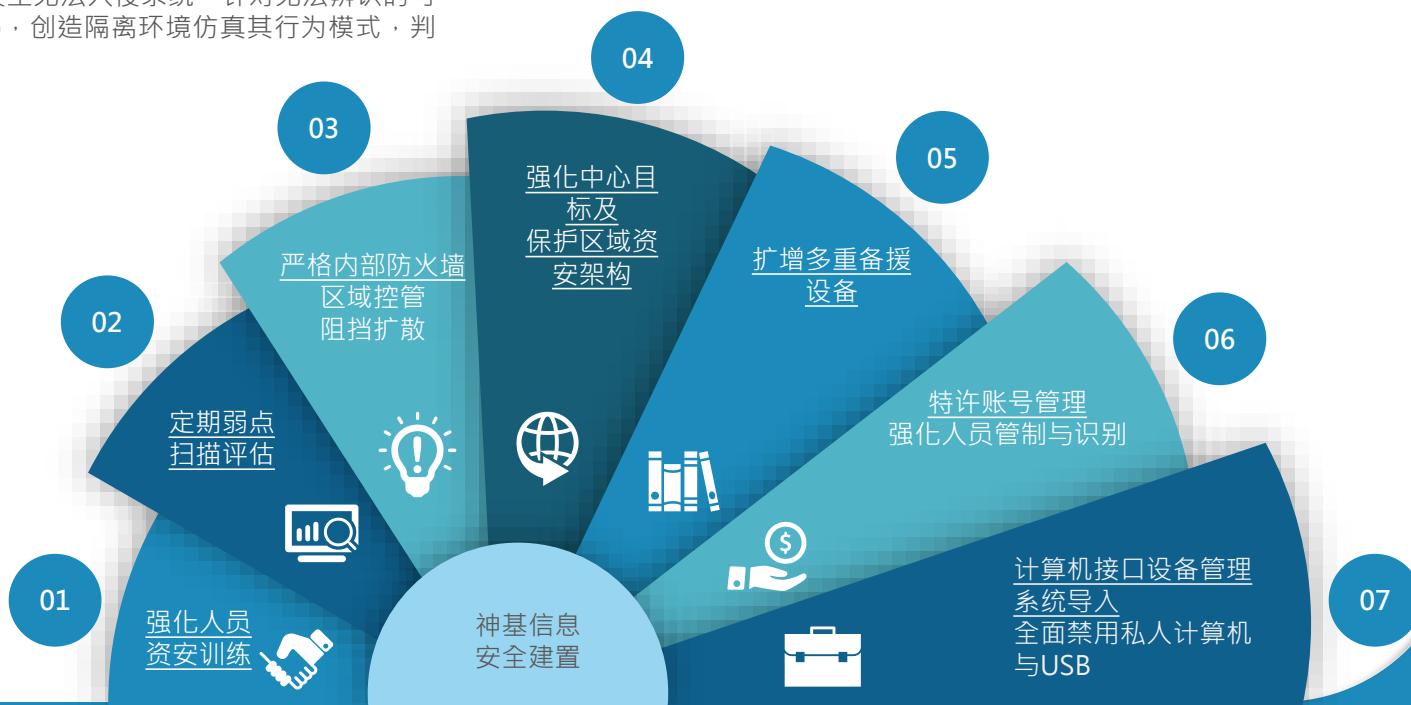 ，创造隔离环境仿真其行为模式，判
04
03
05
强化中心目
标及
保护区域资
安架构
严格内部防火墙
区域控管
阻挡扩散
扩增多重备援
设备
02
06
定期弱点
扫描评估
特许账号管理
强化人员管制与识别
01
强化人员
资安训练
神基信息
安全建置
计算机接口设备管理
系统导入
全面禁用私人计算机
与USB
07